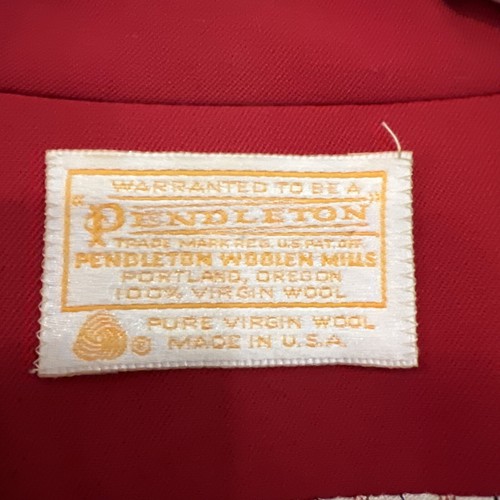 WARRANTED TO BE A
"PENDLETON"
TRADE MARK REG. U.S. PAT. OFF.
PENDLETON WOOLEN MILLS
PORTLAND, OREGON
100% VIRGIN WOOL
PURE VIRGIN WOOL
MADE IN U.S.A.